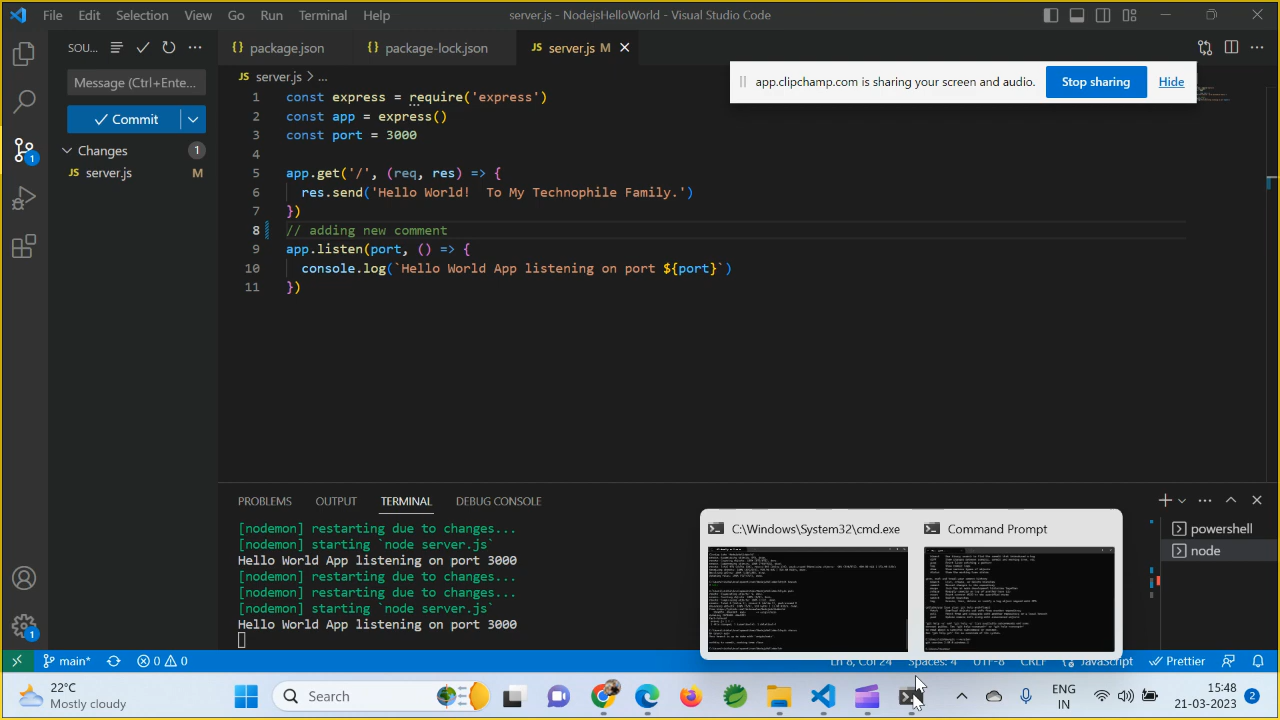 File Edit Selection View Go Run Terminal Help
server.js - NodejsHelloWorld - Visual Studio Code
SOU...
package.json
package-lock.json
server.js M
server.js > ...
app.clipchamp.com is sharing your screen and audio.
Stop sharing
Hide
Message (Ctrl+Ente...
Commit
Changes 1
server.js M
1
1 const express = require('express')
2 const app = express()
3 const port = 3000
4
5 app.get('/', (req, res) => {
6 res.send('Hello World!  To My Technophile Family.')
7 })
8 // adding new comment
9 app.listen(port, () => {
10 console.log(`Hello World App listening on port ${port}`)
11 })
PROBLEMS OUTPUT TERMINAL DEBUG CONSOLE
[nodemon] restarting due to changes...
[nodemon] starting `node server.js`
Hello World App listening on port 3000
[nodemon] restarting due to changes...
[nodemon] restarting due to changes...
[nodemon] starting `node server.js`
Hello World App listening on port 3000
powershell
node
C:\Windows\System32\cmd.exe
Command Prompt
1
main* 0 0
Ln 8, Col 24 Spaces: 4 UTF-8 CRLF JavaScript Prettier
22°C
Mostly cloudy
Search
ENG
IN
15:48
21-03-2023
2